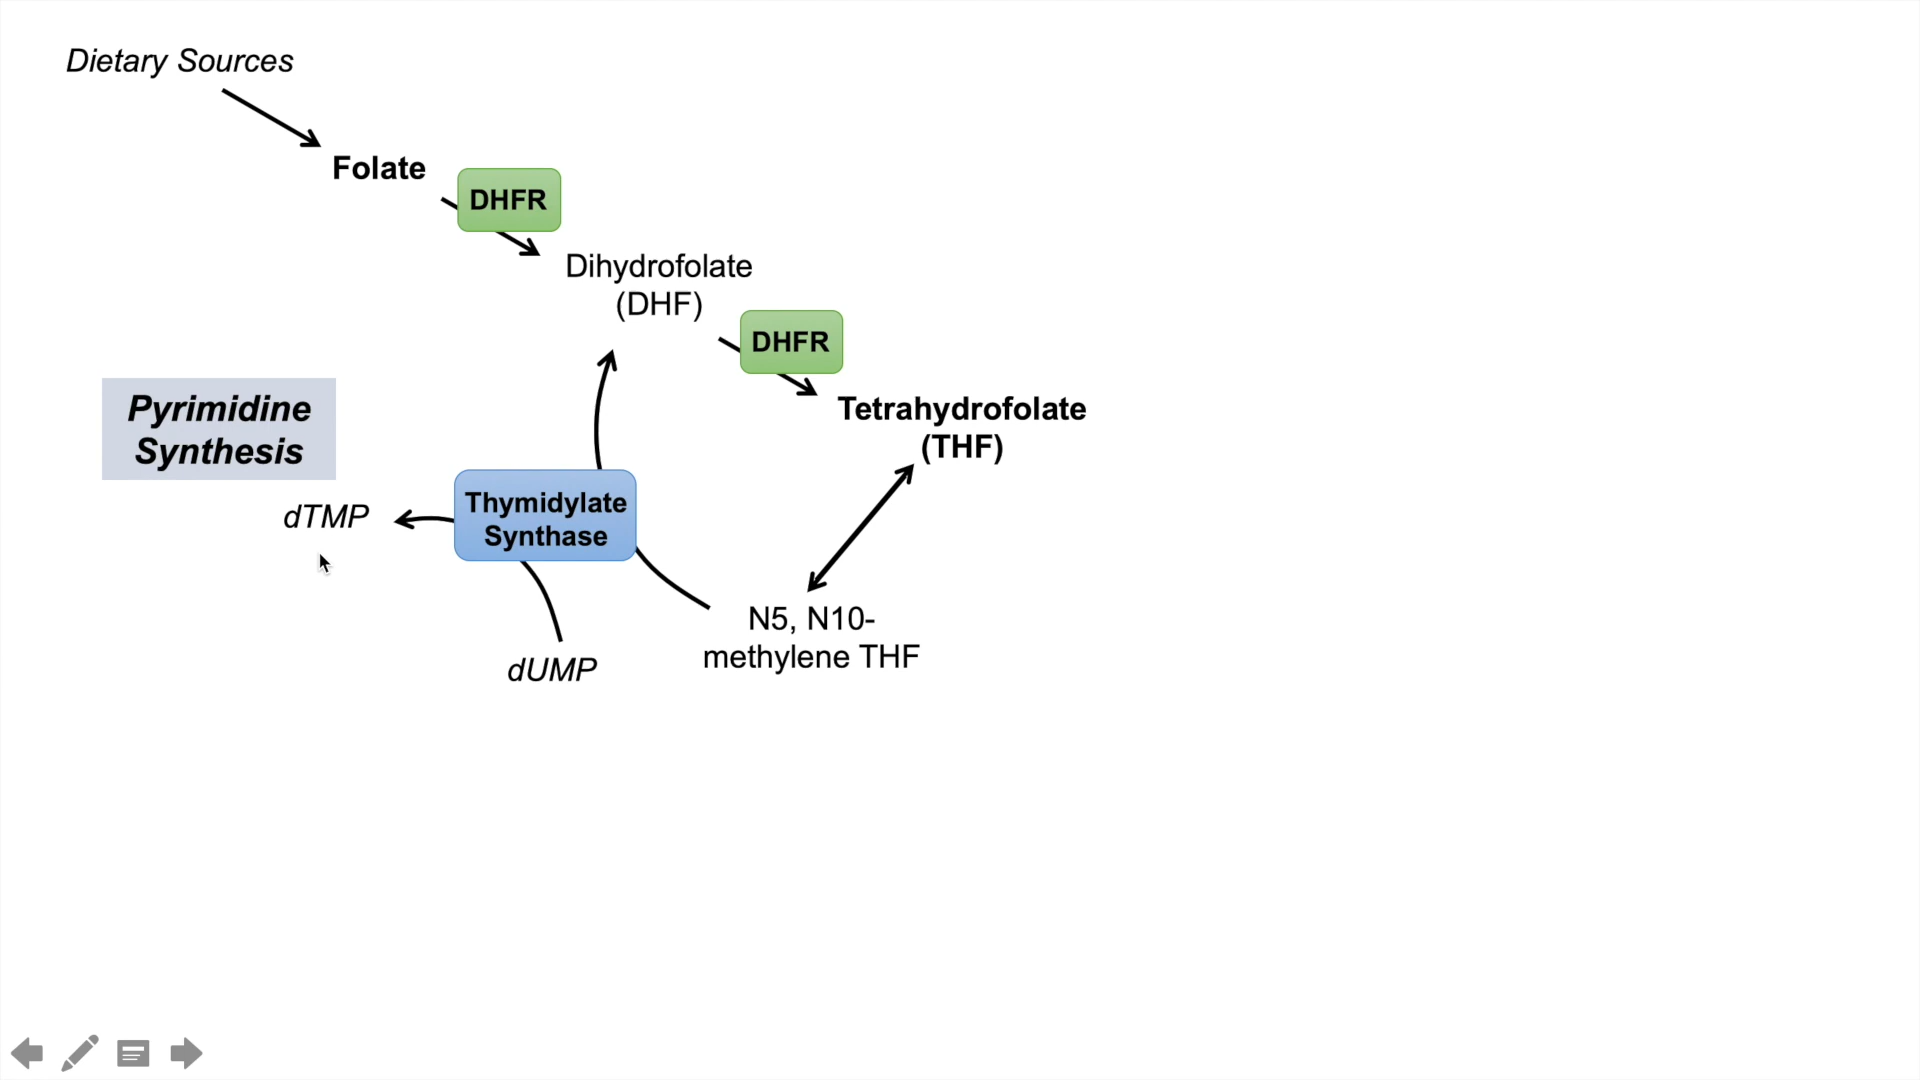 Dietary Sources
Folate
DHFR
Dihydrofolate
(DHF)
DHFR
Tetrahydrofolate
(THF)
Pyrimidine
Synthesis
dTMP
Thymidylate
Synthase
dUMP
N5, N10-
methylene THF